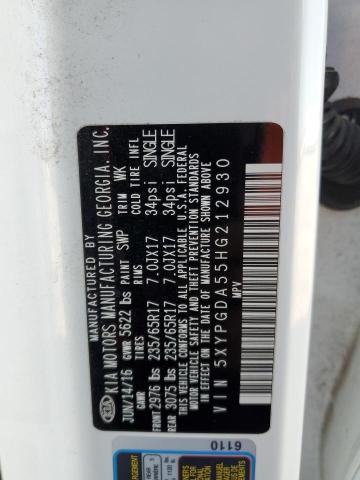 KIA
MANUFACTURED BY
KIA MOTORS MANUFACTURING GEORGIA, INC.
JUN/14/16 GVWR 5622 lbs PAINT SWP TRIM WK
GAWR TIRES RIMS COLD TIRE INFL
FRONT 2976 lbs 235/65R17 7.0JX17 34psi SINGLE
REAR 3075 lbs 235/65R17 7.0JX17 34psi SINGLE
THIS VEHICLE CONFORMS TO ALL APPLICABLE U.S.A. FEDERAL
MOTOR VEHICLE SAFETY AND THEFT PREVENTION STANDARDS
IN EFFECT ON THE DATE OF MANUFACTURE SHOWN ABOVE.
VIN 5XYPGDA55HG212930
MPV
6110